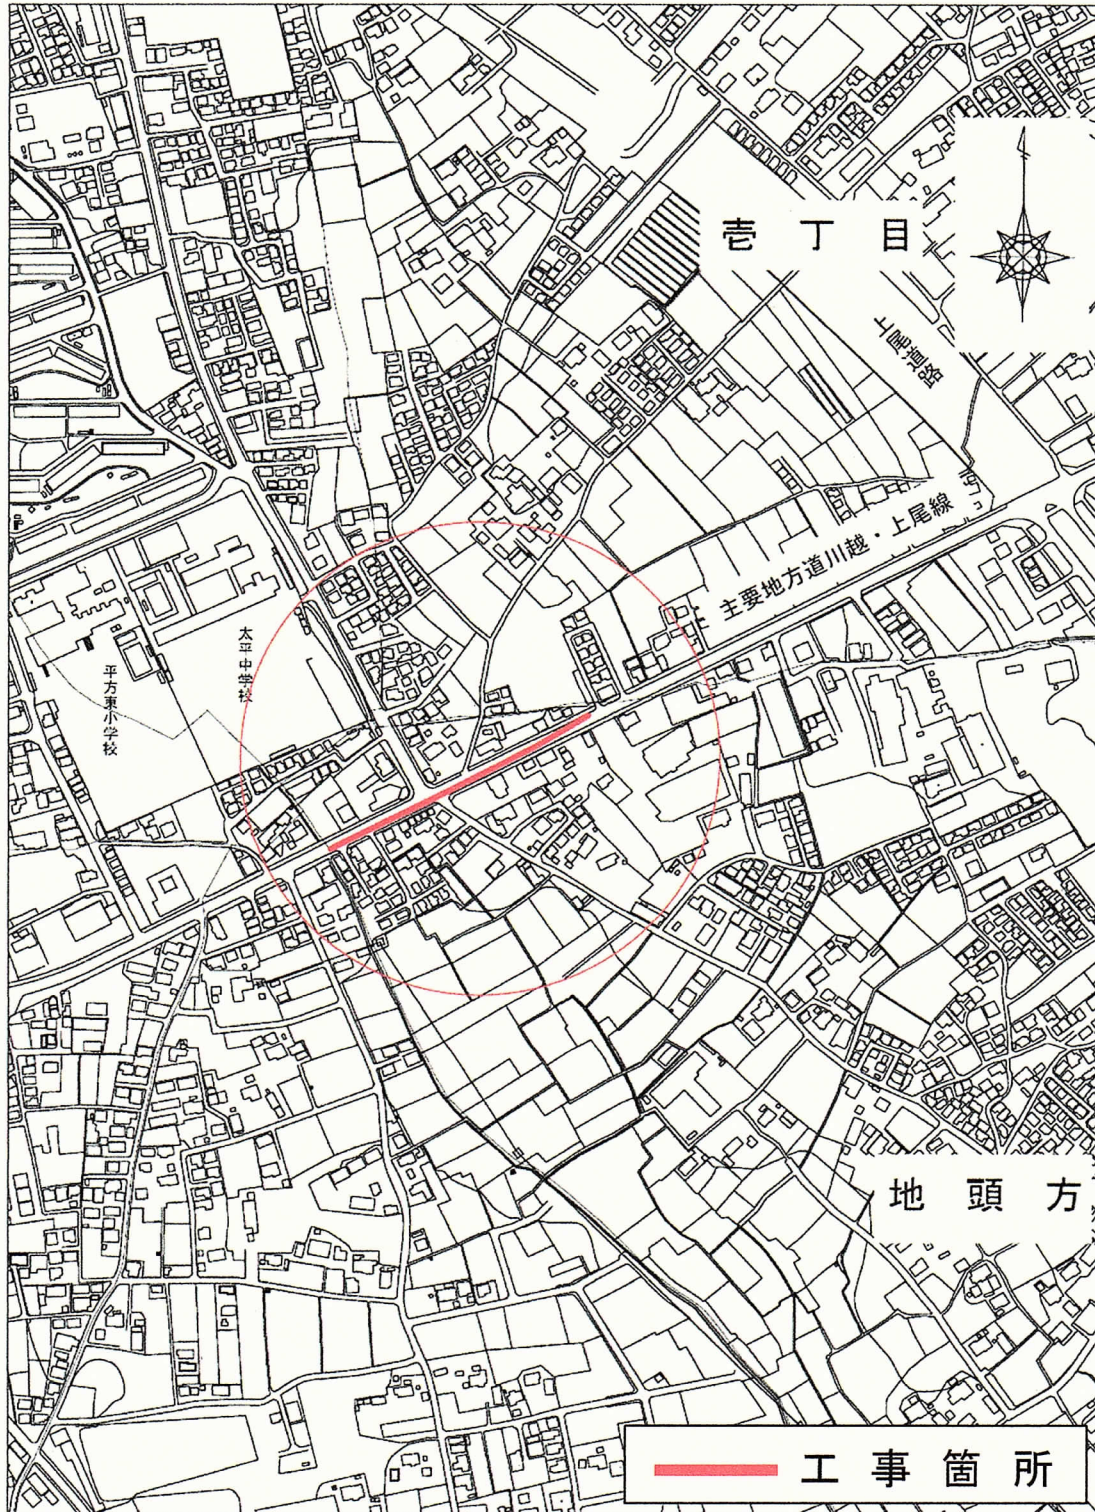 壱丁目
上尾道路
主要地方道川越・上尾線
太平中学校
平方東小学校
地頭方
工事箇所